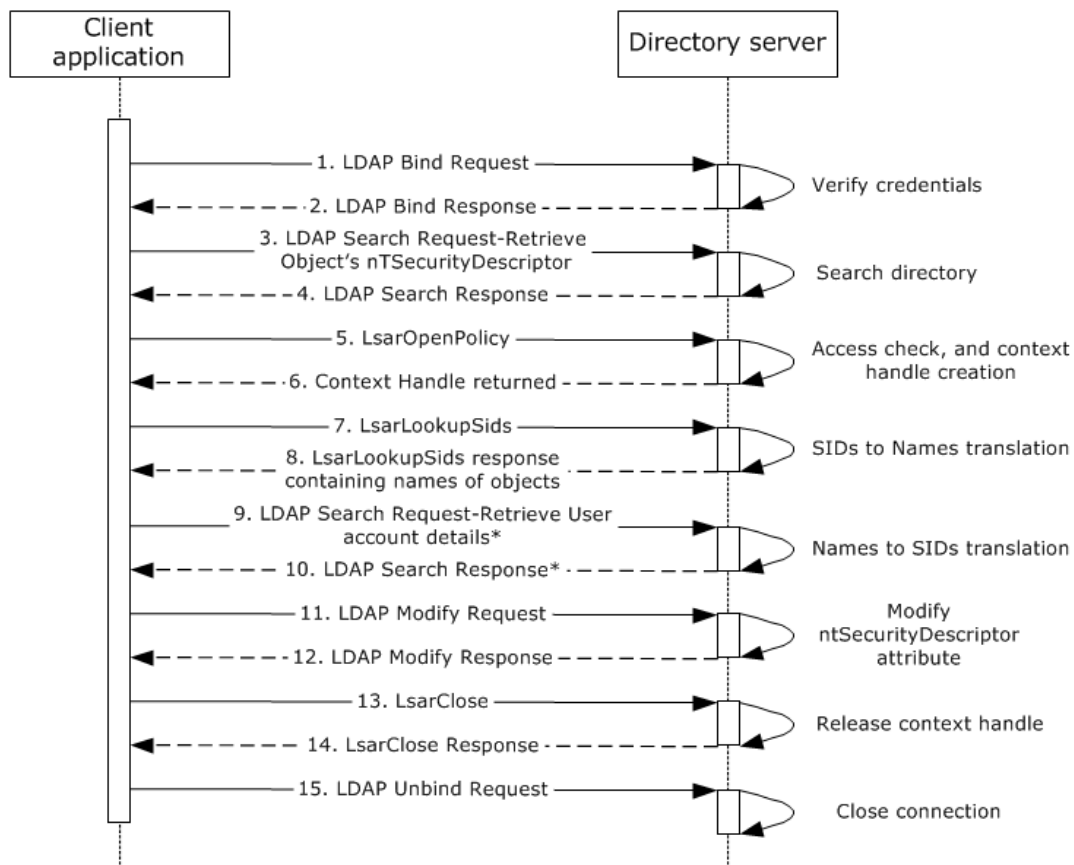 Client
application
Directory server
1. LDAP Bind Request
Verify credentials
2. LDAP Bind Response
3. LDAP Search Request-Retrieve
Object's nTSecurityDescriptor
Search directory
4. LDAP Search Response
5. LsarOpenPolicy
Access check, and context
handle creation
6. Context Handle returned
7. LsarLookupSids
SIDs to Names translation
8. LsarLookupSids response
containing names of objects
9. LDAP Search Request-Retrieve User
account details*
Names to SIDs translation
10. LDAP Search Response*
11. LDAP Modify Request
Modify
ntSecurityDescriptor
attribute
12. LDAP Modify Response
13. LsarClose
Release context handle
14. LsarClose Response
15. LDAP Unbind Request
Close connection